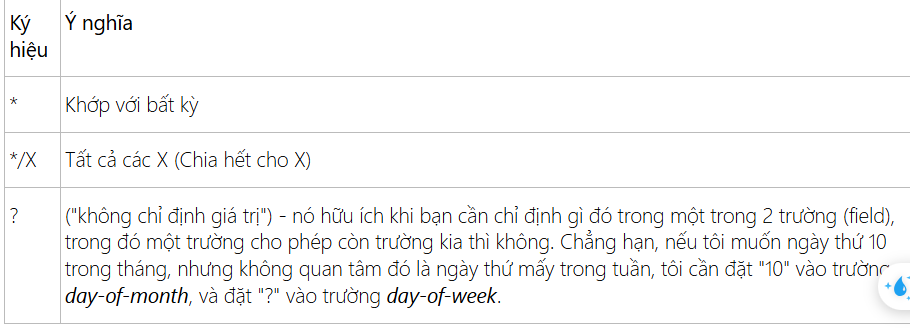 Ký Ý nghĩa
hiệu
* Khớp với bất kỳ
*/X Tất cả các X (Chia hết cho X)
? ("không chỉ định giá trị") - nó hữu ích khi bạn cần chỉ định gì đó trong một trong 2 trường (field),
trong đó một trường cho phép còn trường kia thì không. Chẳng hạn, nếu tôi muốn ngày thứ 10
trong tháng, nhưng không quan tâm đó là ngày thứ mấy trong tuần, tôi cần đặt "10" vào trường
day-of-month, và đặt "?" vào trường day-of-week.